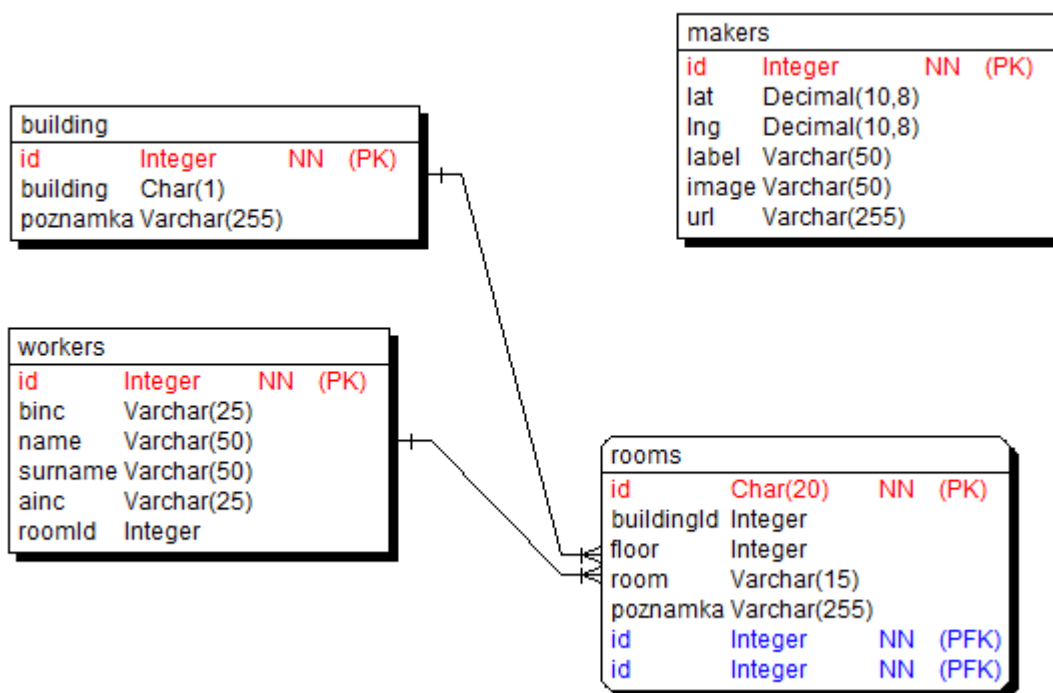 makers
id Integer NN (PK)
lat Decimal(10,8)
lng Decimal(10,8)
label Varchar(50)
image Varchar(50)
url Varchar(255)
building
id Integer NN (PK)
building Char(1)
poznamka Varchar(255)
workers
id Integer NN (PK)
binc Varchar(25)
name Varchar(50)
surname Varchar(50)
ainc Varchar(25)
roomId Integer
rooms
id Char(20) NN (PK)
buildingId Integer
floor Integer
room Varchar(15)
poznamka Varchar(255)
id Integer NN (PFK)
id Integer NN (PFK)